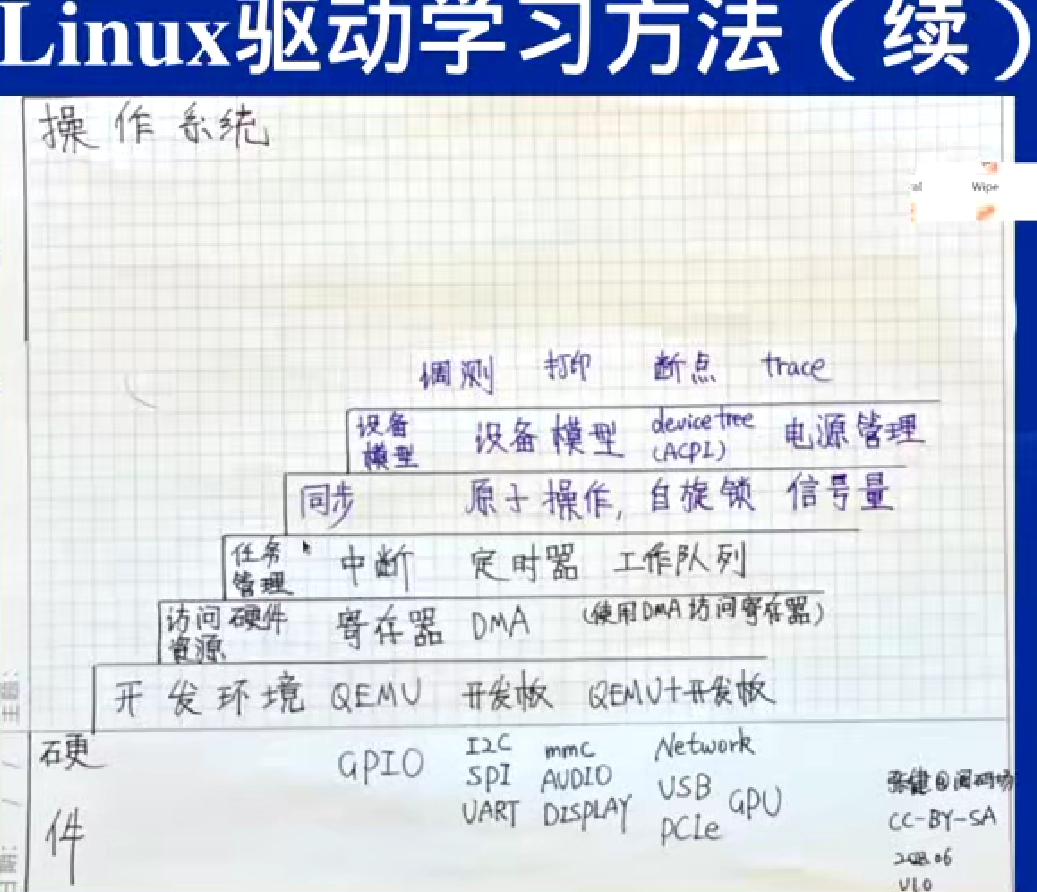 Linux驱动学习方法（续）
操作系统
Wipe
调测 打印 断点 trace
设备模型 设备模型 device tree (ACPI) 电源管理
同步 原子操作, 自旋锁 信号量
任务管理 中断 定时器 工作队列
访问硬件资源 寄存器 DMA (使用DMA访问寄存器)
开发环境 QEMU 开发板 QEMU+开发板
硬件
GPIO
I2C
SPI
UART
mmc
AUDIO
DISPLAY
Network
USB
PCIe
GPU
CC-BY-SA
V1.0
主题:
日期: / /